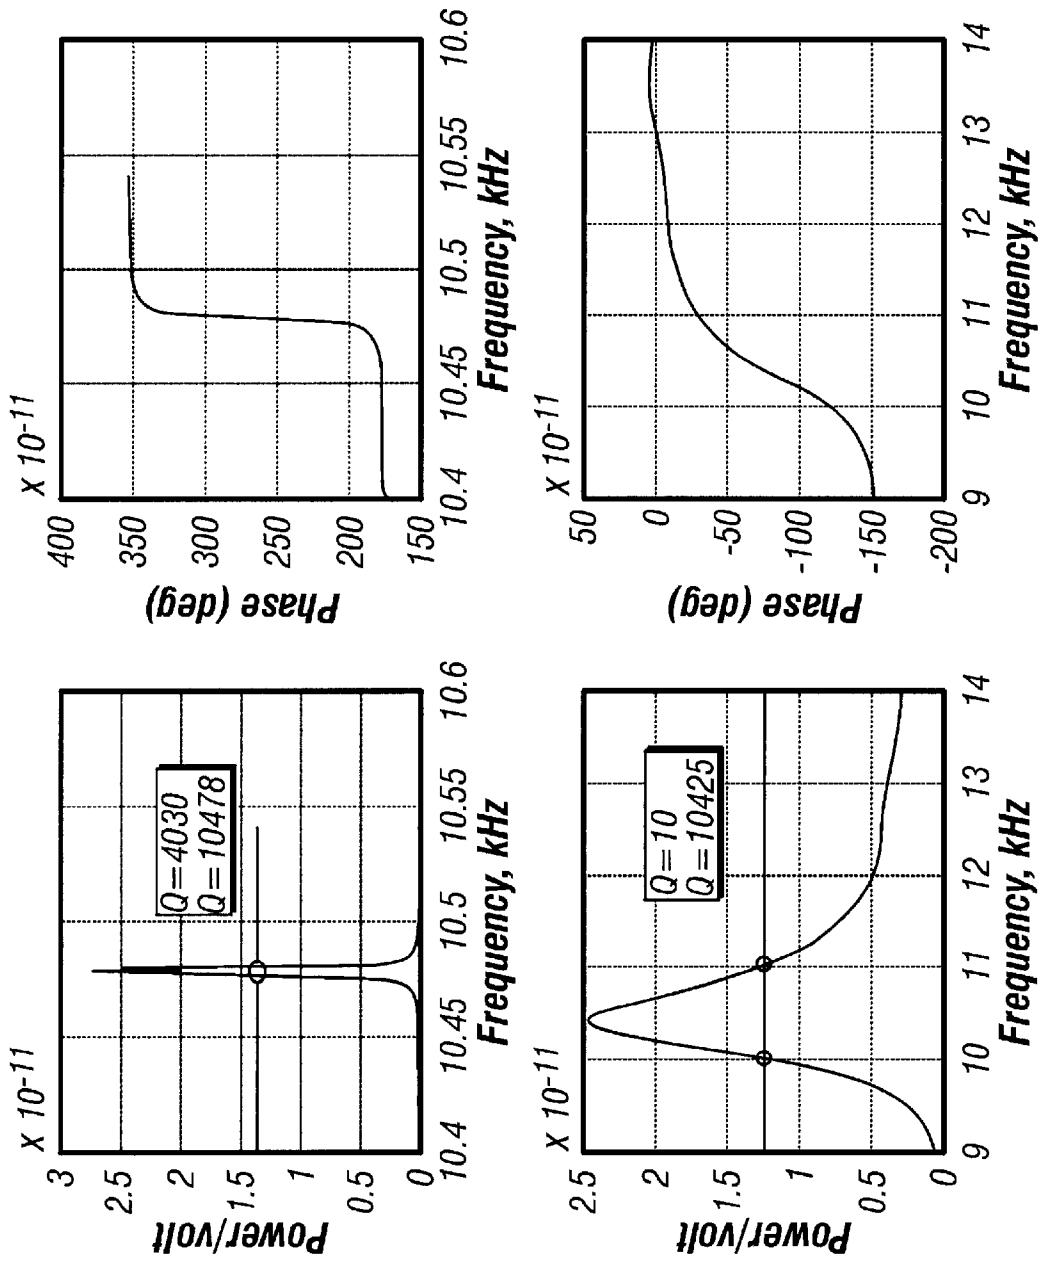 X 10-11
3
2.5
2
1.5
1
0.5
0
Power/volt
Q=4030
Q=10478
10.4
10.45
10.5
10.55
10.6
Frequency, kHz
X 10-11
400
350
300
250
200
150
Phase (deg)
10.4
10.45
10.5
10.55
10.6
Frequency, kHz
X 10-11
2.5
2
1.5
1
0.5
0
Power/volt
Q=10
Q=10425
9
10
11
12
13
14
Frequency, kHz
X 10-11
50
0
-50
-100
-150
-200
Phase (deg)
9
10
11
12
13
14
Frequency, kHz